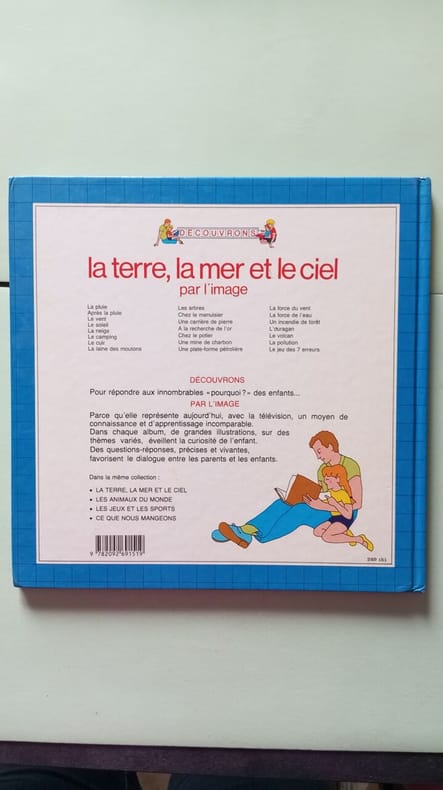 DÉCOUVRONS
la terre, la mer et le ciel
par l'image
La pluie
Après la pluie
Le vent
Le soleil
La neige
Le camping
Le cuir
La laine des moutons
Les arbres
Chez le menuisier
Une carrière de pierre
A la recherche de l'or
Chez le potier
Une mine de charbon
Une plate-forme pétrolière
La force du vent
La force de l'eau
Un incendie de forêt
L'ouragan
Le volcan
La pollution
Le jeu des 7 erreurs
DÉCOUVRONS
Pour répondre aux innombrables «pourquoi?» des enfants...
PAR L'IMAGE
Parce qu'elle représente aujourd'hui, avec la télévision, un moyen de
connaissance et d'apprentissage incomparable.
Dans chaque album, de grandes illustrations, sur des
thèmes variés, éveillent la curiosité de l'enfant.
Des questions-réponses, précises et vivantes,
favorisent le dialogue entre les parents et les enfants.
Dans la même collection :
• LA TERRE, LA MER ET LE CIEL
• LES ANIMAUX DU MONDE
• LES JEUX ET LES SPORTS
• CE QUE NOUS MANGEONS
9 782092 691519